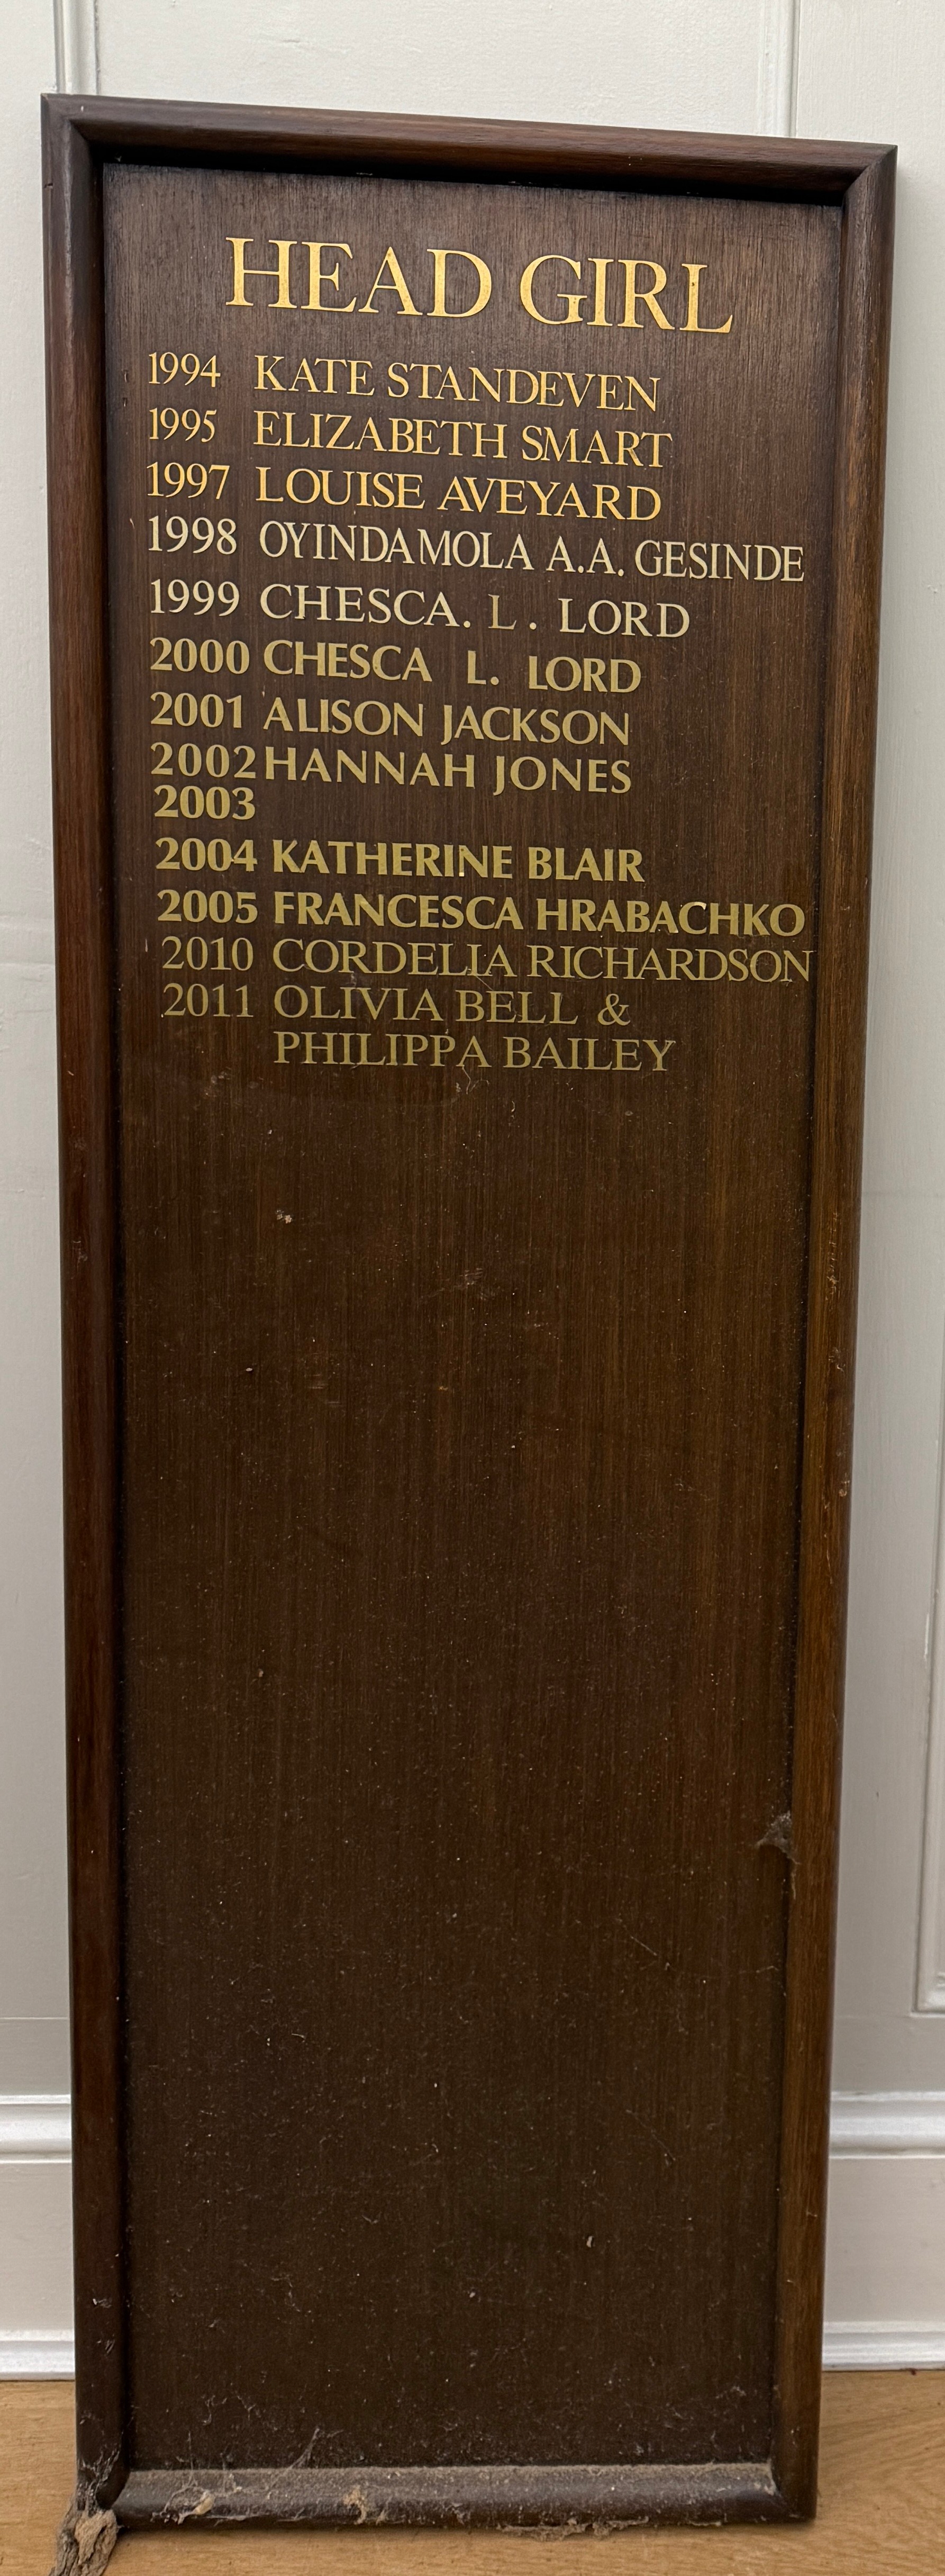 HEAD GIRL
1994 KATE STANDEVEN
1995 ELIZABETH SMART
1997 LOUISE AVEYARD
1998 OYINDAMOLA A.A. GESINDE
1999 CHESCA. L. LORD
2000 CHESCA L. LORD
2001 ALISON JACKSON
2002 HANNAH JONES
2003
2004 KATHERINE BLAIR
2005 FRANCESCA HRABACHKO
2010 CORDELIA RICHARDSON
2011 OLIVIA BELL &
PHILIPPA BAILEY